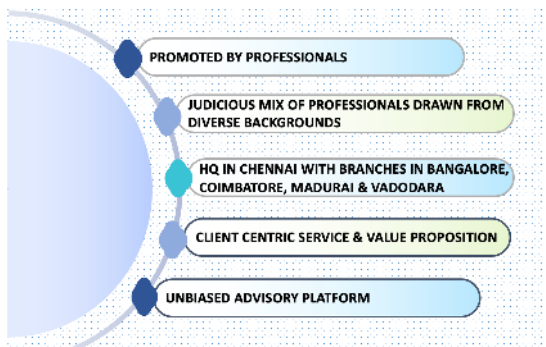 PROMOTED BY PROFESSIONALS
JUDICIOUS MIX OF PROFESSIONALS DRAWN FROM
DIVERSE BACKGROUNDS
HQ IN CHENNAI WITH BRANCHES IN BANGALORE,
COIMBATORE, MADURAI & VADODARA
CLIENT CENTRIC SERVICE & VALUE PROPOSITION
UNBIASED ADVISORY PLATFORM